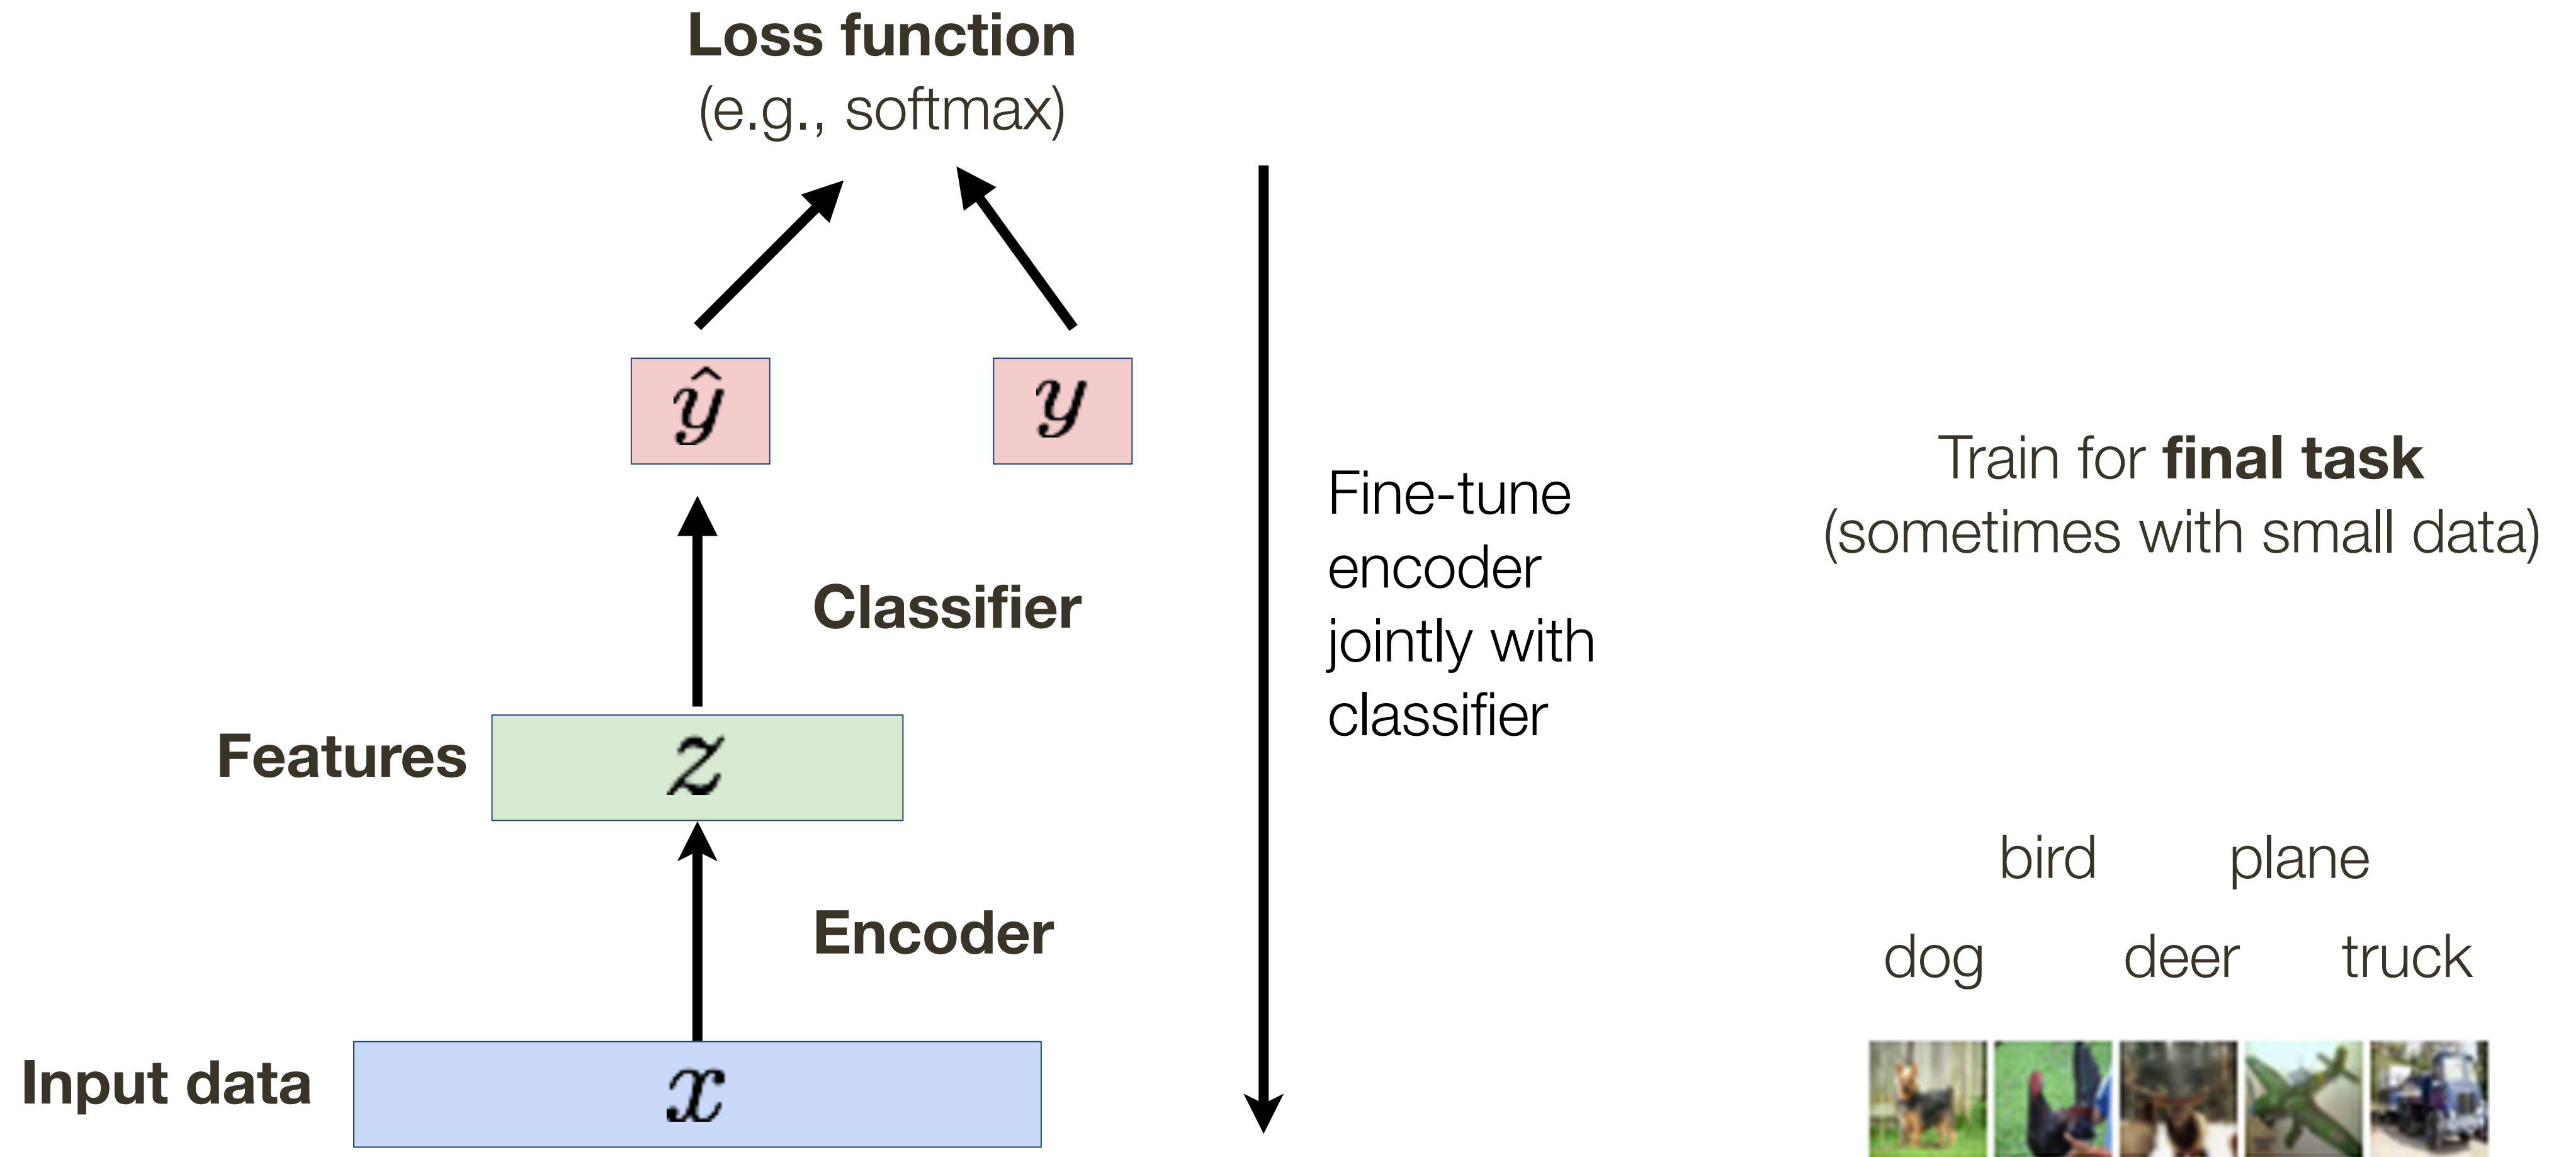 Loss function
(e.g., softmax)
ŷ
y
Classifier
Features
z
Encoder
Input data
x
Fine-tune
encoder
jointly with
classifier
Train for final task
(sometimes with small data)
bird plane
dog deer truck